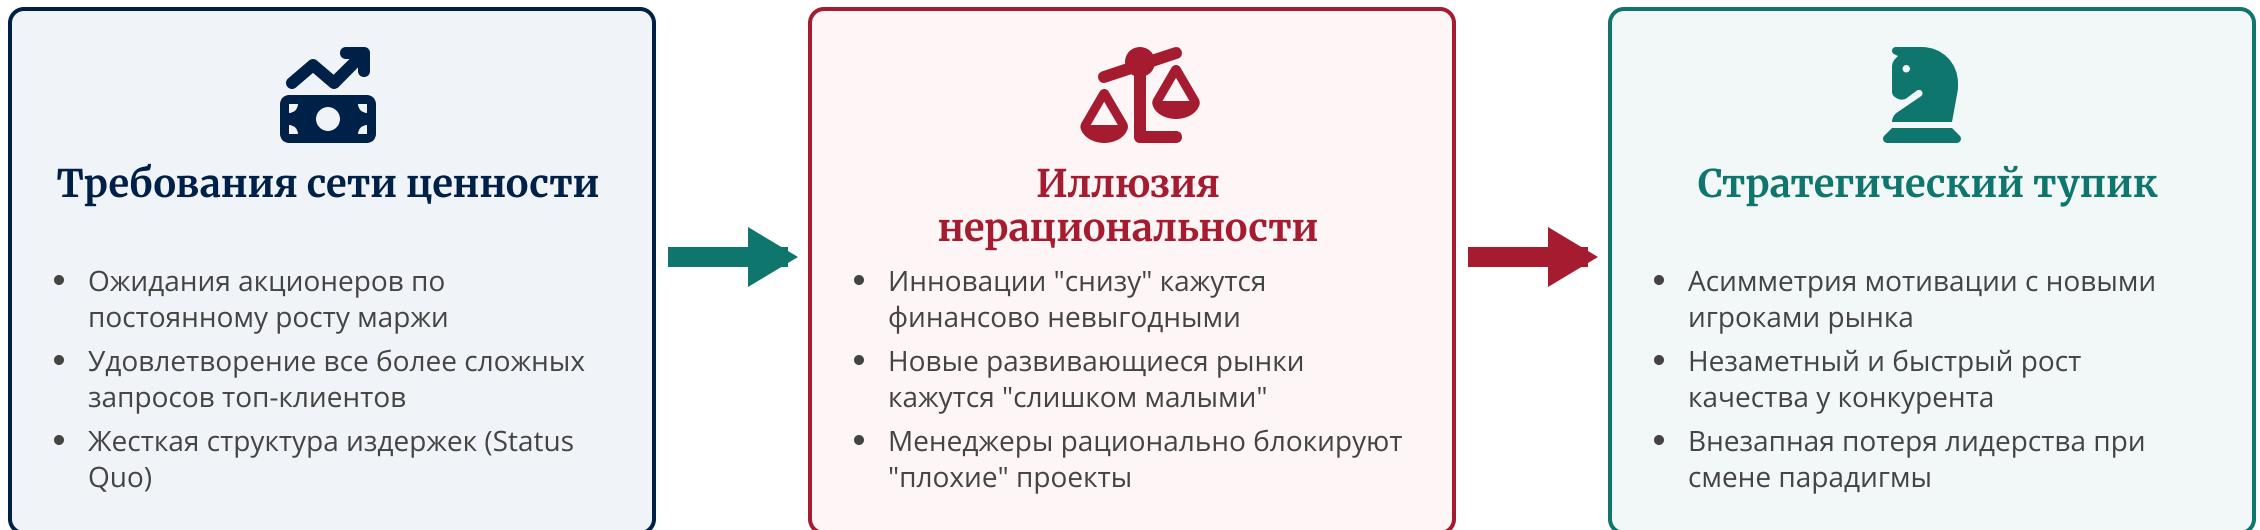 Требования сети ценности
Ожидания акционеров по
постоянному росту маржи
Удовлетворение все более сложных
запросов топ-клиентов
Жесткая структура издержек (Status
Quo)
Иллюзия
нерациональности
Инновации "снизу" кажутся
финансово невыгодными
Новые развивающиеся рынки
кажутся "слишком малыми"
Менеджеры рационально блокируют
"плохие" проекты
Стратегический тупик
Асимметрия мотивации с новыми
игроками рынка
Незаметный и быстрый рост
качества у конкурента
Внезапная потеря лидерства при
смене парадигмы